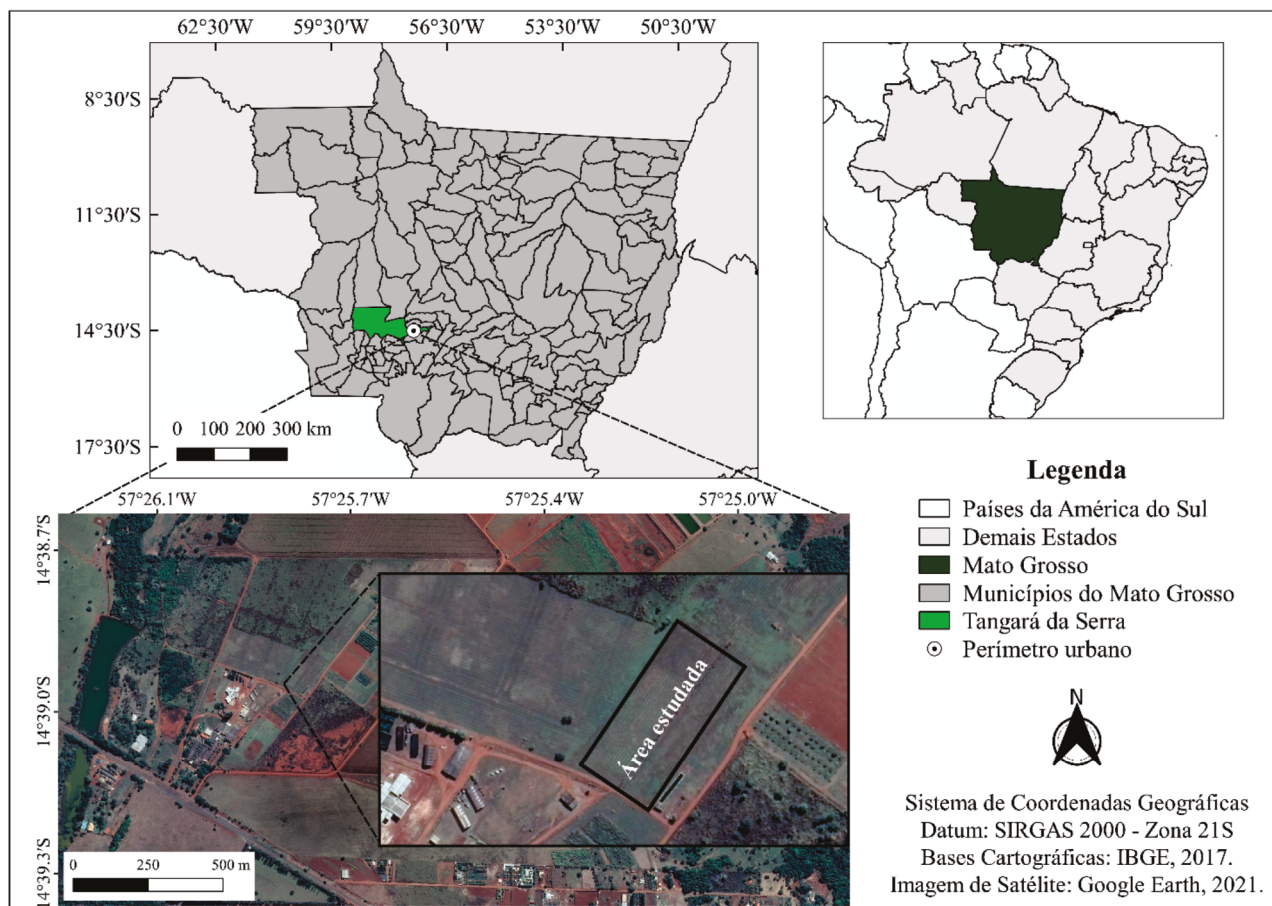 62°30'W 59°30'W 56°30'W 53°30'W 50°30'W
8°30'S
11°30'S
14°30'S
17°30'S
0 100 200 300 km
57°26.1'W 57°25.7'W 57°25.4'W 57°25.0'W
14°38.7'S
14°39.0'S
14°39.3'S
Área estudada
0 250 500 m
Legenda
Países da América do Sul
Demais Estados
Mato Grosso
Municípios do Mato Grosso
Tangará da Serra
Perímetro urbano
N
Sistema de Coordenadas Geográficas
Datum: SIRGAS 2000 - Zona 21S
Bases Cartográficas: IBGE, 2017.
Imagem de Satélite: Google Earth, 2021.